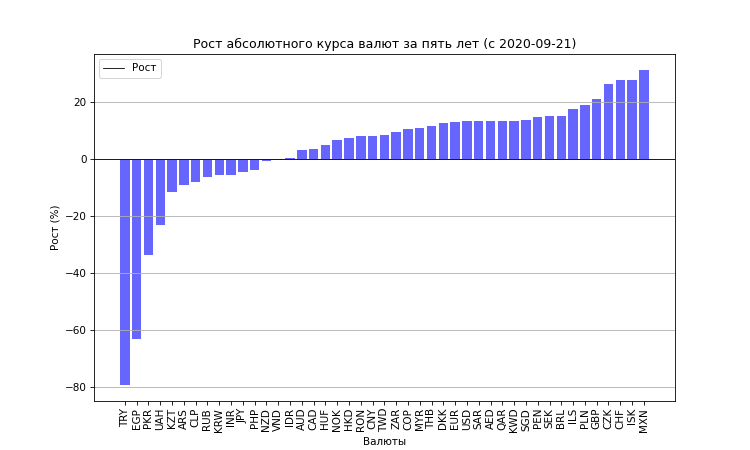 Рост абсолютного курса валют за пять лет (с 2020-09-21)
Рост
20
0
−20
−40
−60
−80
Рост (%)
TRY EGP PKR UAH KZT ARS CLP RUB KRW INR JPY PHP NZD VND IDR AUD CAD HUF NOK HKD RON CNY TWD ZAR COP MYR THB DKK EUR USD SAR AED QAR KWD SGD PEN SEK BRL ILS PLN GBP CZK CHF ISK MXN
Валюты